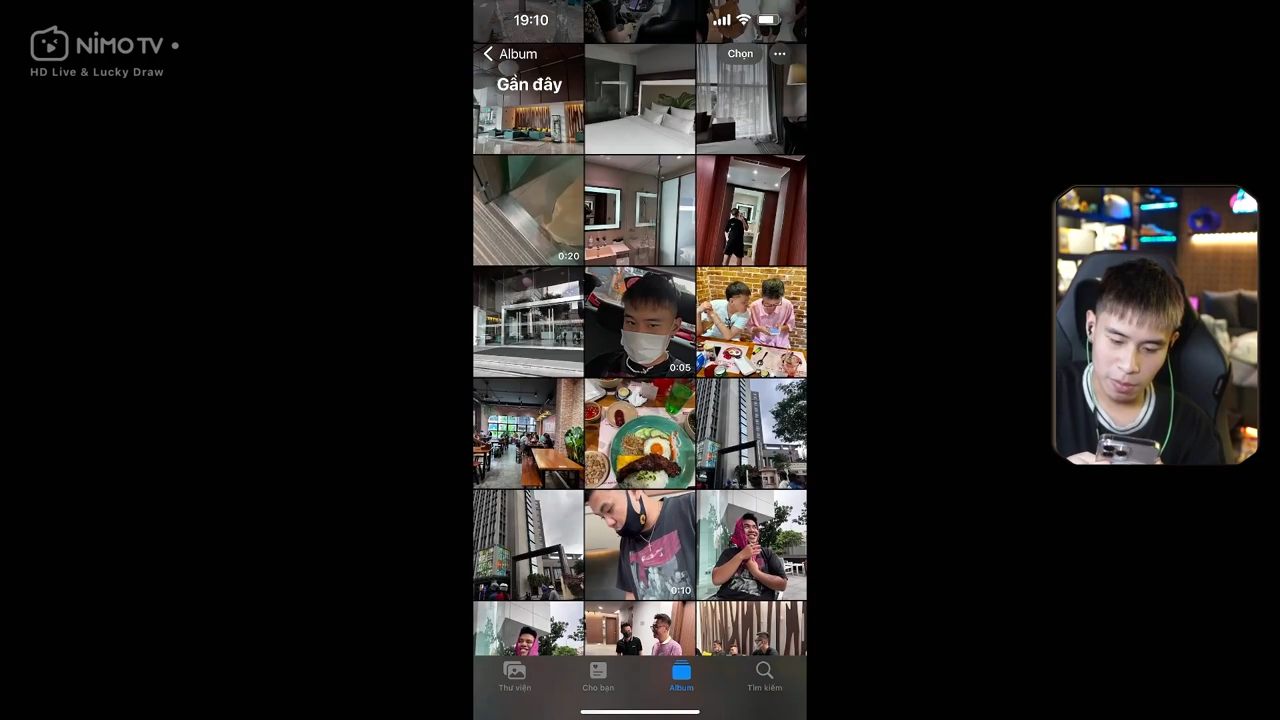 NIMO TV
HD Live & Lucky Draw
19:10
Album
Chọn
Gần đây
0:20
0:05
0:10
Thư viện
Cho bạn
Album
Tìm kiếm